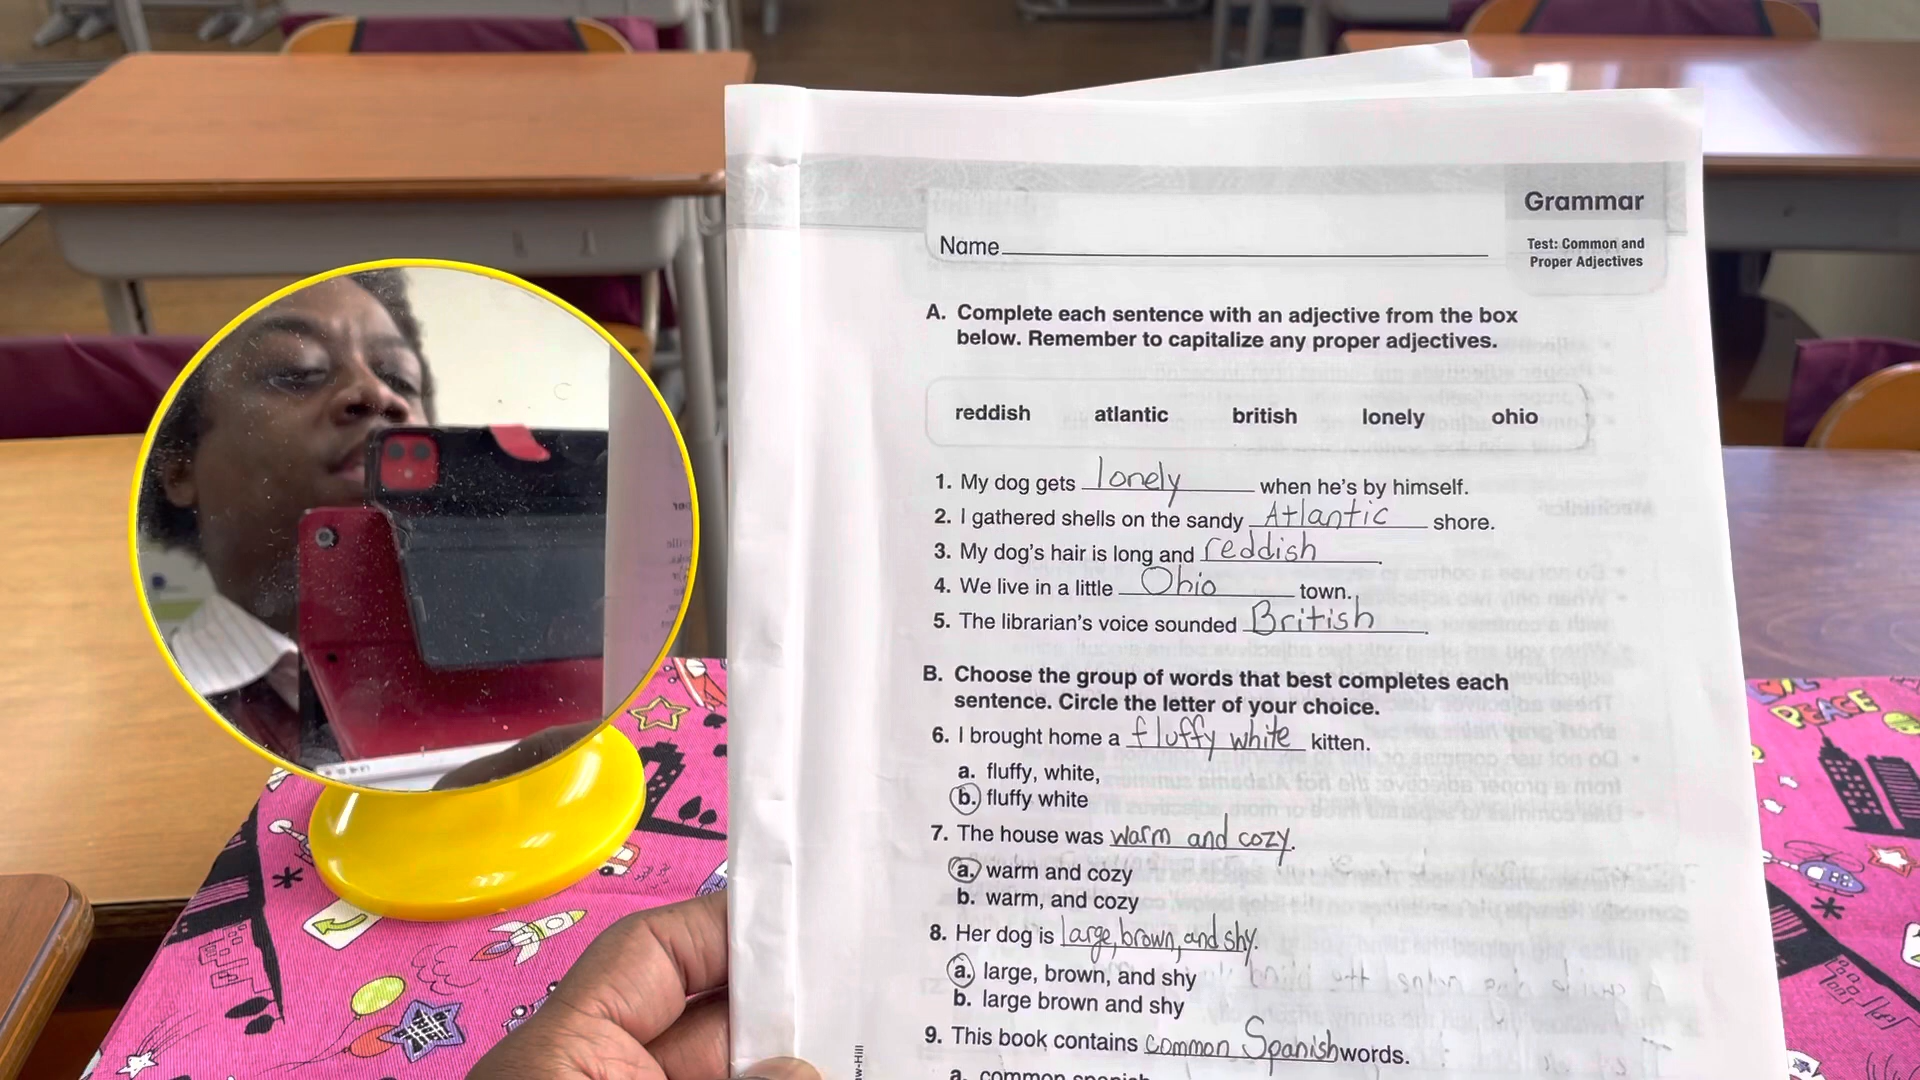 Grammar
Name
Test: Common and
Proper Adjectives
A. Complete each sentence with an adjective from the box
below. Remember to capitalize any proper adjectives.
reddish atlantic british lonely ohio
1. My dog gets lonely when he's by himself.
2. I gathered shells on the sandy Atlantic shore.
3. My dog's hair is long and reddish.
4. We live in a little Ohio town.
5. The librarian's voice sounded British.
B. Choose the group of words that best completes each
sentence. Circle the letter of your choice.
6. I brought home a fluffy white kitten.
a. fluffy, white,
b. fluffy white
7. The house was warm and cozy.
a. warm and cozy
b. warm, and cozy
8. Her dog is large, brown, and shy.
a. large, brown, and shy
b. large brown and shy
9. This book contains common Spanish words.
a. common spanish
w-Hill
PEACE